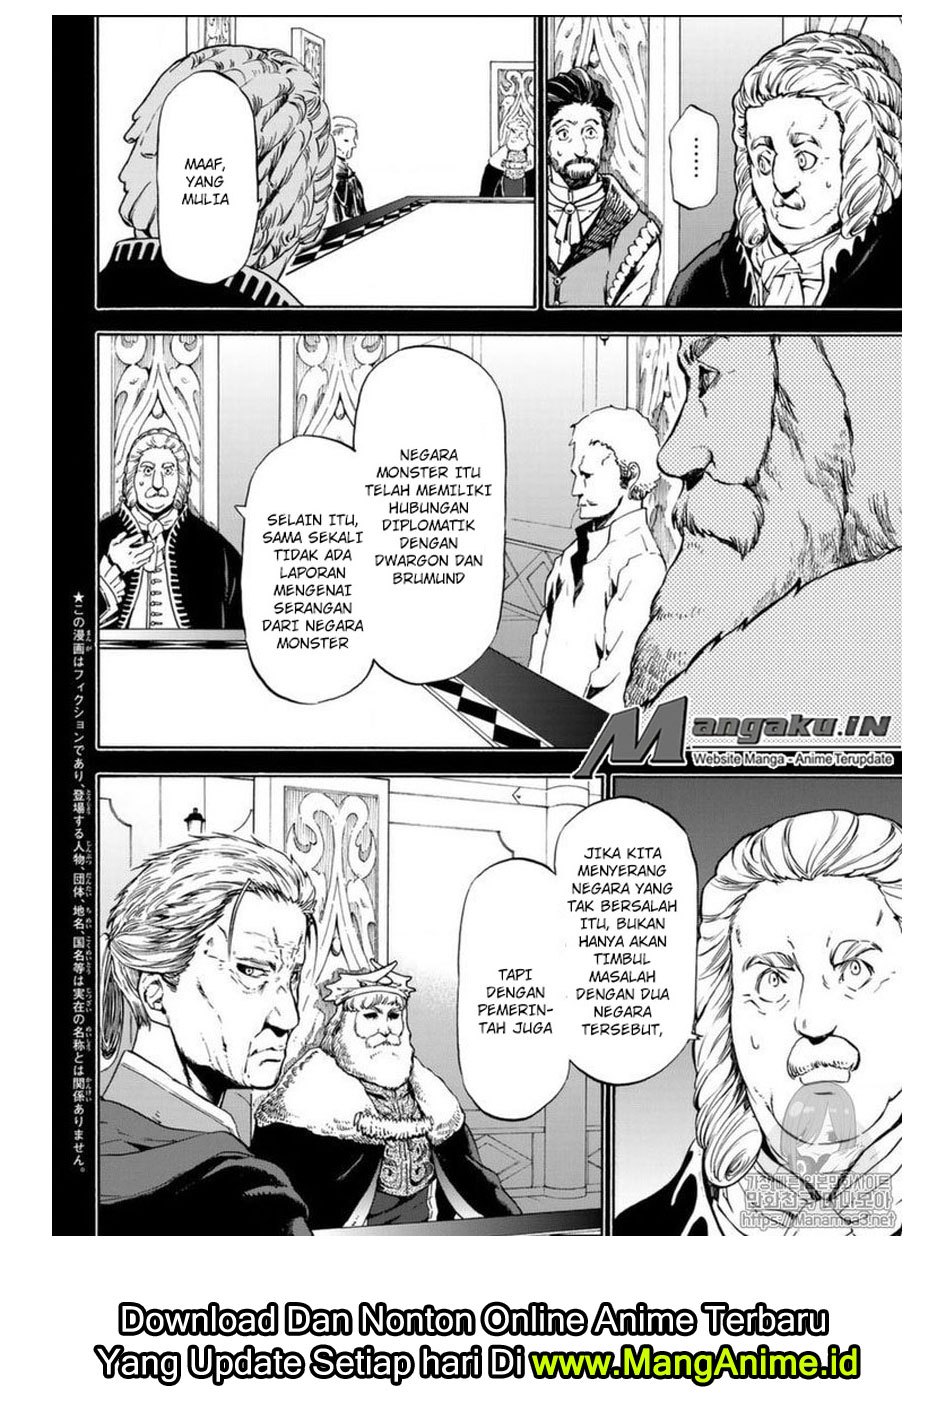 ......
MAAF,
YANG
MULIA
NEGARA
MONSTER ITU
TELAH MEMILIKI
HUBUNGAN
DIPLOMATIK
DENGAN
DWARGON DAN
BRUMUND
SELAIN ITU,
SAMA SEKALI
TIDAK ADA
LAPORAN
MENGENAI
SERANGAN
DARI NEGARA
MONSTER
Mangaku.iN
Website Manga - Anime Terupdate
JIKA KITA
MENYERANG
NEGARA YANG
TAK BERSALAH
ITU, BUKAN
HANYA AKAN
TIMBUL
MASALAH
DENGAN DUA
NEGARA
TERSEBUT,
TAPI
DENGAN
PEMERIN-
TAH JUGA
★この漫画はフィクションであり、登場する人物、団体、地名、国名等は実在の名称とは関係ありません。
https://Manamoa3.net
Download Dan Nonton Online Anime Terbaru
Yang Update Setiap hari Di www.MangAnime.id